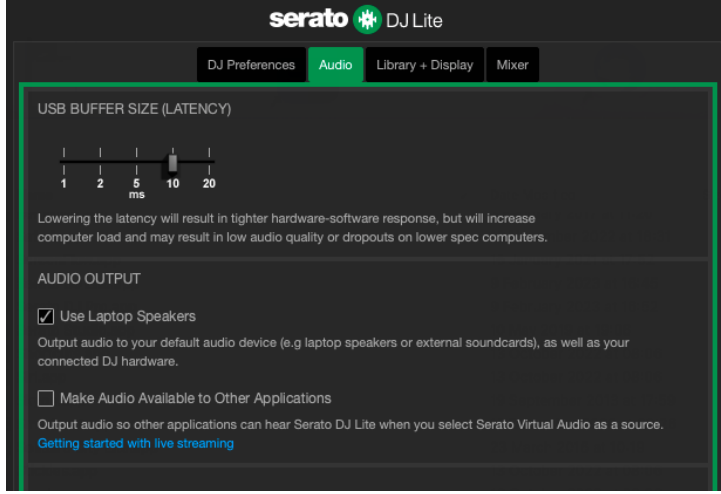 serato DJ Lite
DJ Preferences Audio Library + Display Mixer
USB BUFFER SIZE (LATENCY)
1 2 5 10 20
ms
Lowering the latency will result in tighter hardware-software response, but will increase
computer load and may result in low audio quality or dropouts on lower spec computers.
AUDIO OUTPUT
Use Laptop Speakers
Output audio to your default audio device (e.g laptop speakers or external soundcards), as well as your
connected DJ hardware.
Make Audio Available to Other Applications
Output audio so other applications can hear Serato DJ Lite when you select Serato Virtual Audio as a source.
Getting started with live streaming